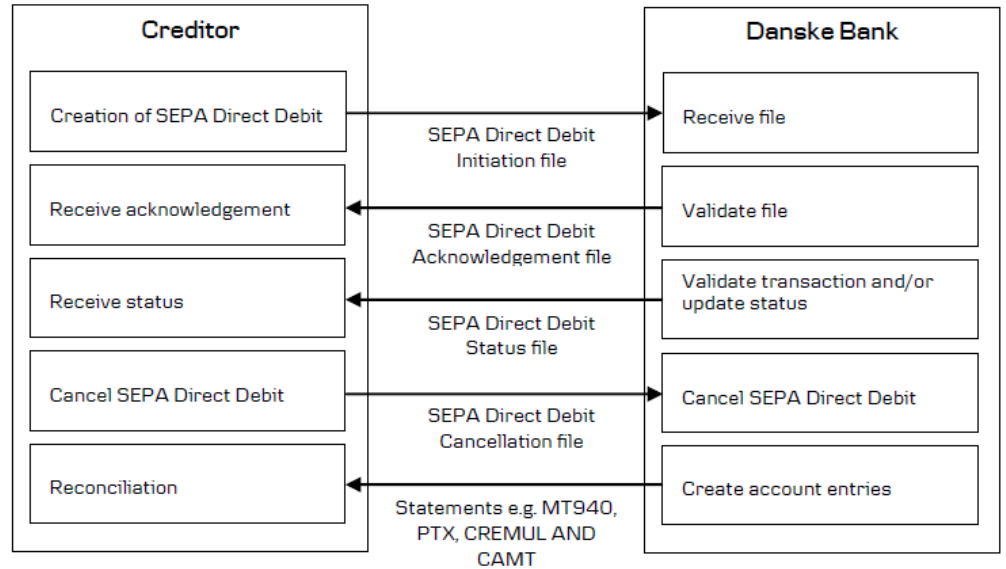 Creditor
Danske Bank
Creation of SEPA Direct Debit
Receive file
SEPA Direct Debit
Initiation file
Receive acknowledgement
Validate file
SEPA Direct Debit
Acknowledgement file
Receive status
Validate transaction and/or
update status
SEPA Direct Debit
Status file
Cancel SEPA Direct Debit
Cancel SEPA Direct Debit
SEPA Direct Debit
Cancellation file
Reconciliation
Create account entries
Statements e.g. MT940,
PTX, CREMUL AND
CAMT